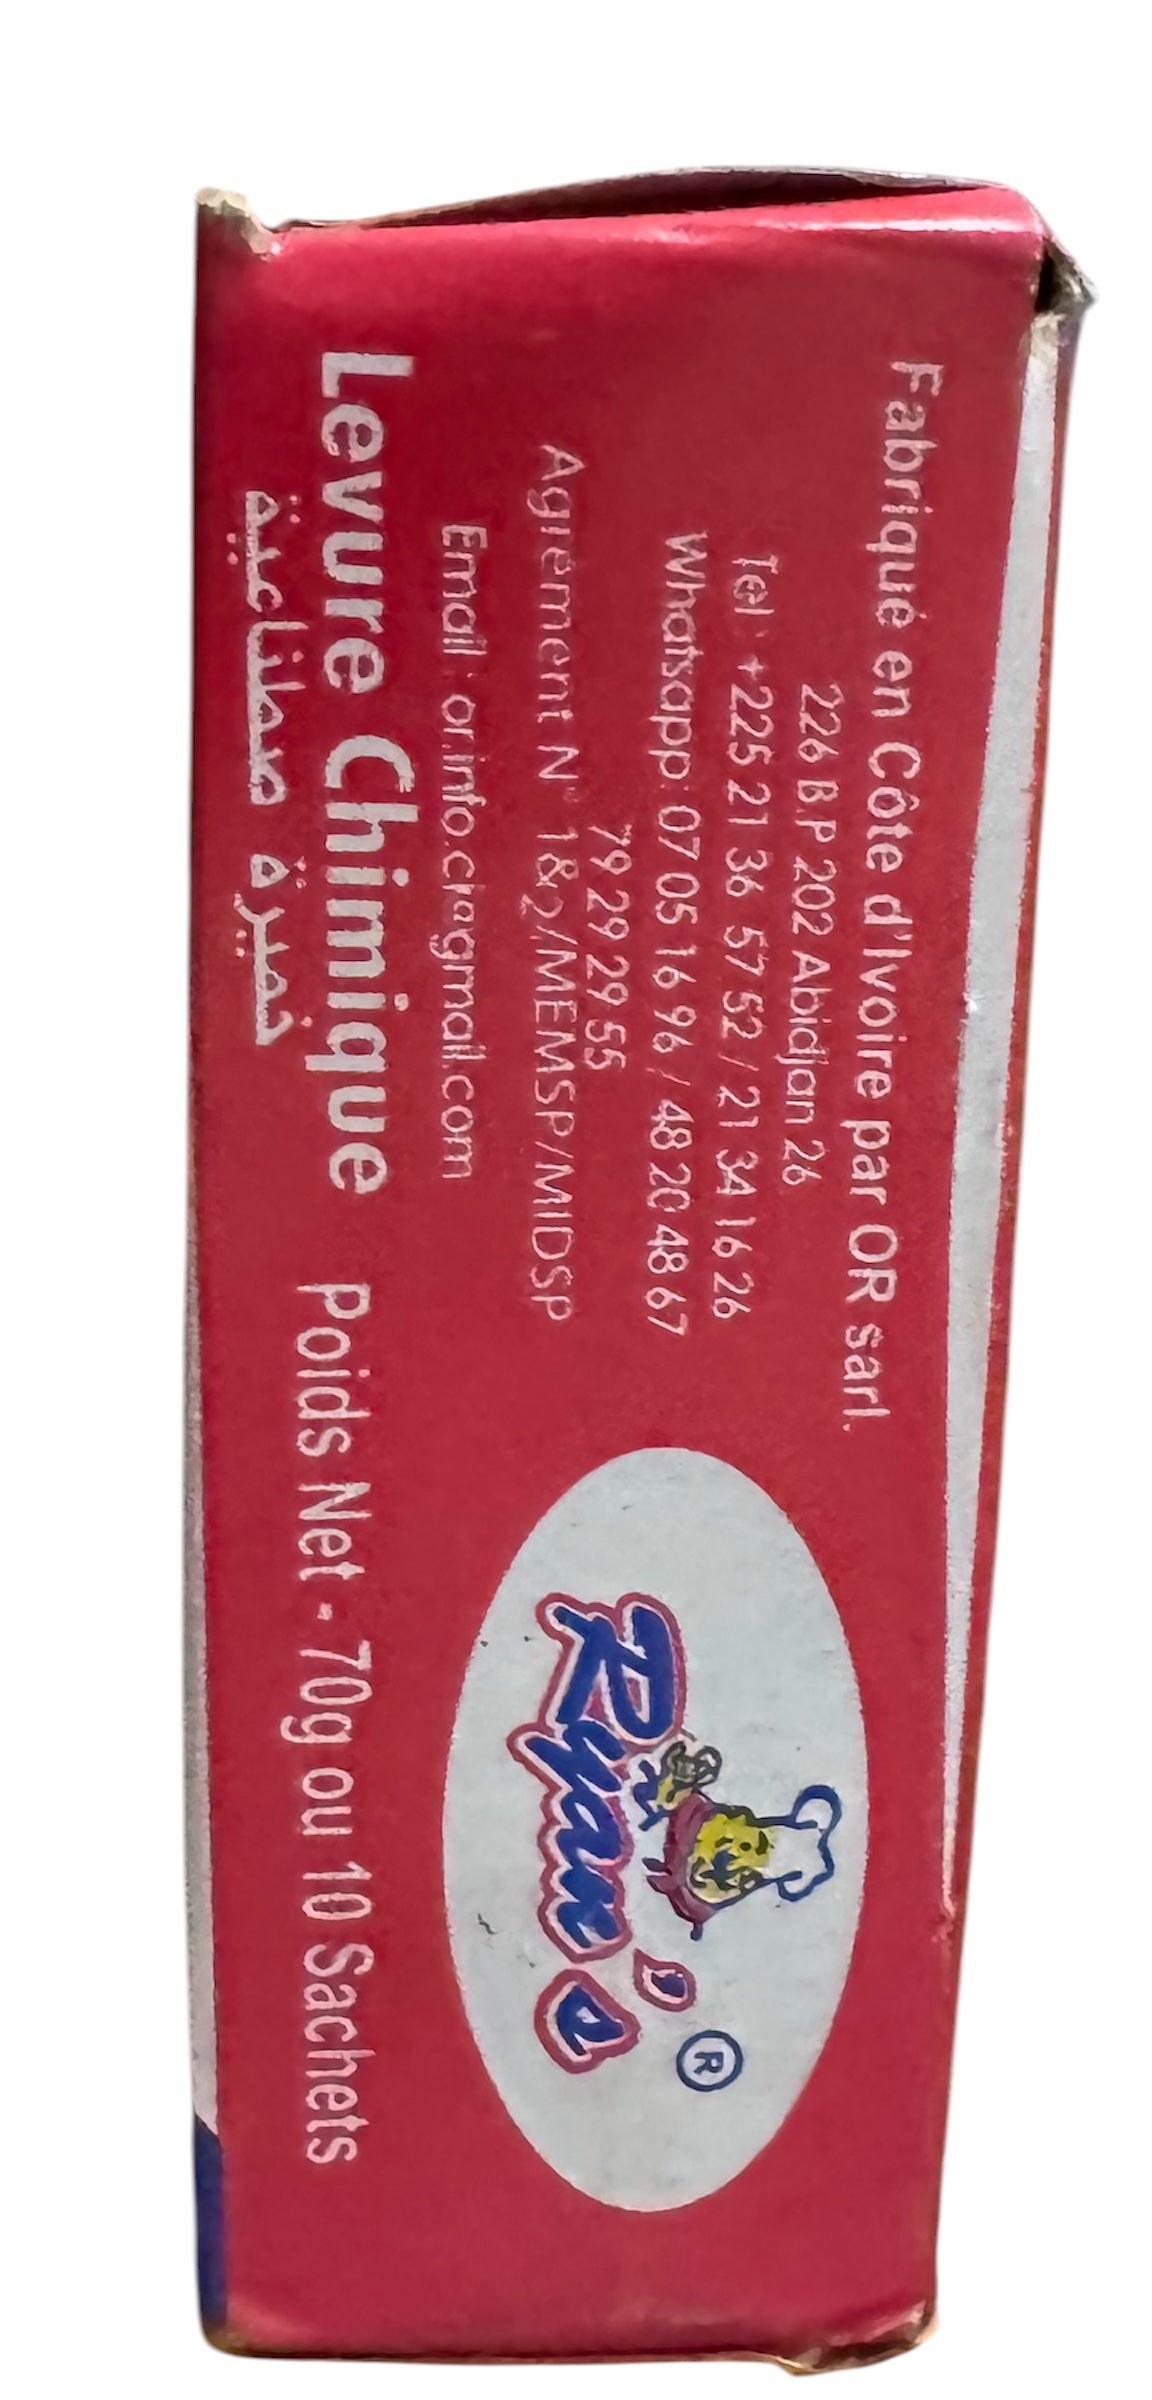 Fabriqué en Côte d'Ivoire par OR sarl.
226 B.P 202 Abidjan 26
Tel : +225 21 36 57 52 / 21 34 16 26
Whatsapp: 07 05 16 96 / 48 20 48 67
79 29 29 55
Agrément N° 1&2/MEMSP/MIDSP
Email : or.info.ci@gmail.com
Ryan's ®
Levure Chimique Poids Net - 70g ou 10 Sachets
خميرة صطناعية